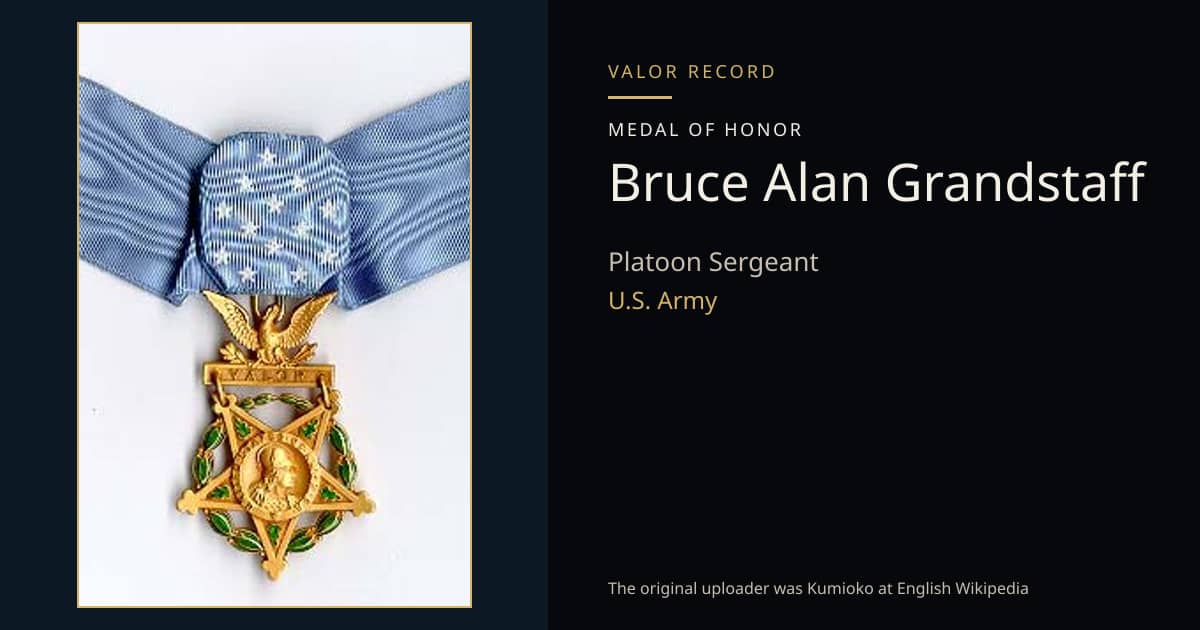 VALOR RECORD
MEDAL OF HONOR
Bruce Alan Grandstaff
Platoon Sergeant
U.S. Army
VALOR
The original uploader was Kumioko at English Wikipedia